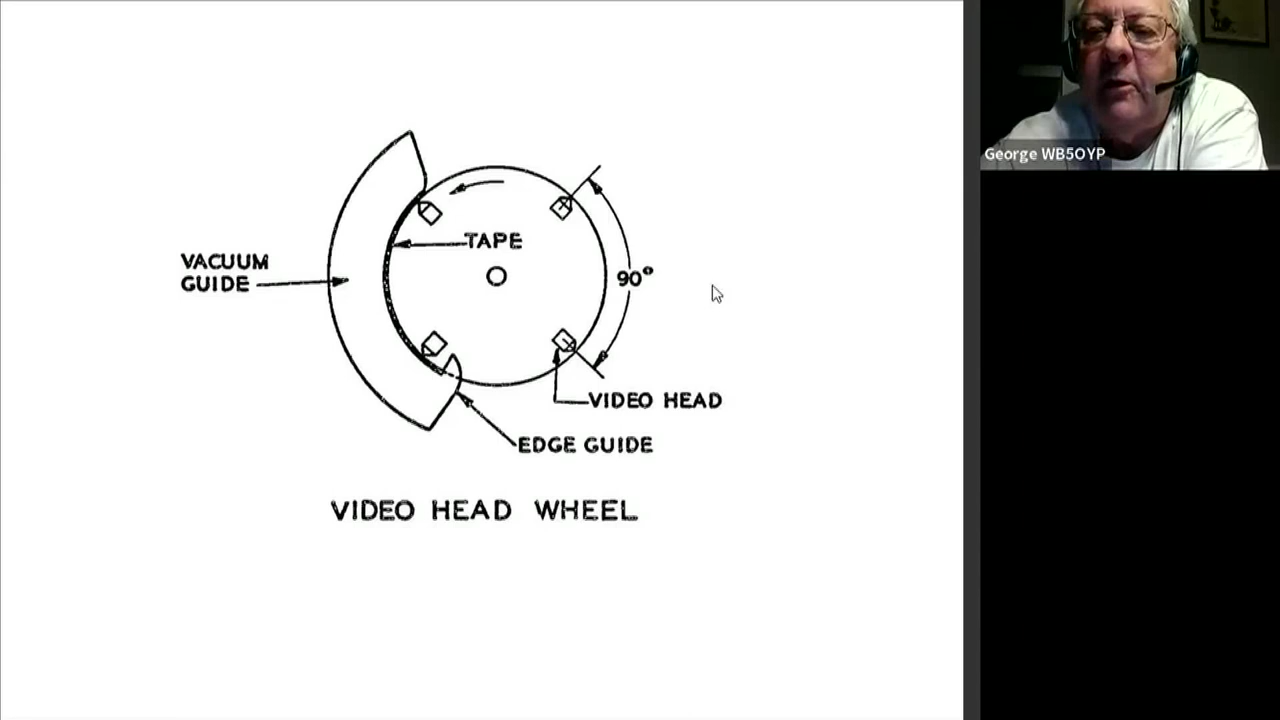 VACUUM
GUIDE
TAPE
90°
VIDEO HEAD
EDGE GUIDE
VIDEO HEAD WHEEL
George WB5OYP